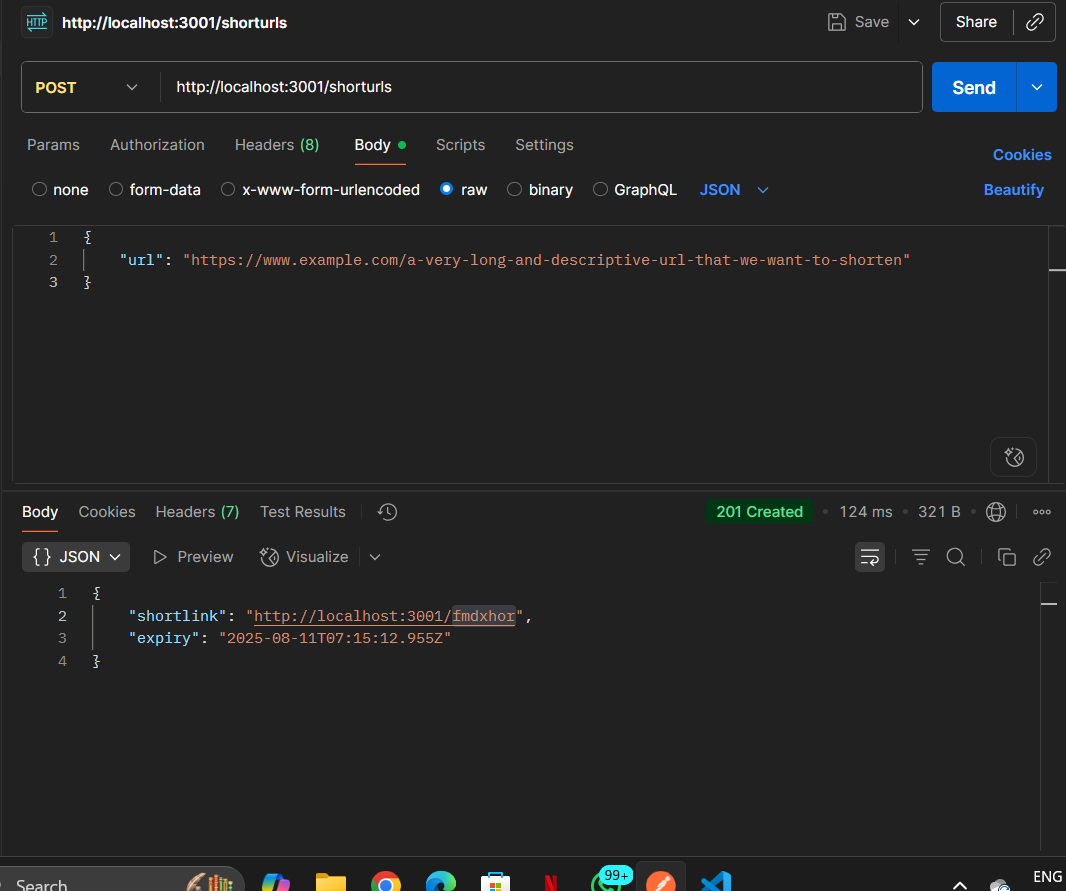 HTTP http://localhost:3001/shorturls Save Share
POST http://localhost:3001/shorturls Send
Params Authorization Headers (8) Body Scripts Settings Cookies
none form-data x-www-form-urlencoded raw binary GraphQL JSON Beautify
1 {
2 "url": "https://www.example.com/a-very-long-and-descriptive-url-that-we-want-to-shorten"
3 }
Body Cookies Headers (7) Test Results 201 Created • 124 ms • 321 B
{} JSON Preview Visualize
1 {
2 "shortlink": "http://localhost:3001/fmdxhor",
3 "expiry": "2025-08-11T07:15:12.955Z"
4 }
Search 99+ ENG